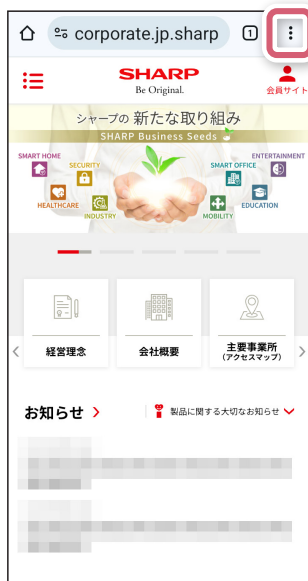 corporate.jp.sharp
1
SHARP
Be Original.
会員サイト
シャープの 新たな取り組み
SHARP Business Seeds
SMART HOME
SECURITY
HEALTHCARE
INDUSTRY
ENTERTAINMENT
SMART OFFICE
EDUCATION
MOBILITY
経営理念
会社概要
主要事業所
(アクセスマップ)
お知らせ
製品に関する大切なお知らせ